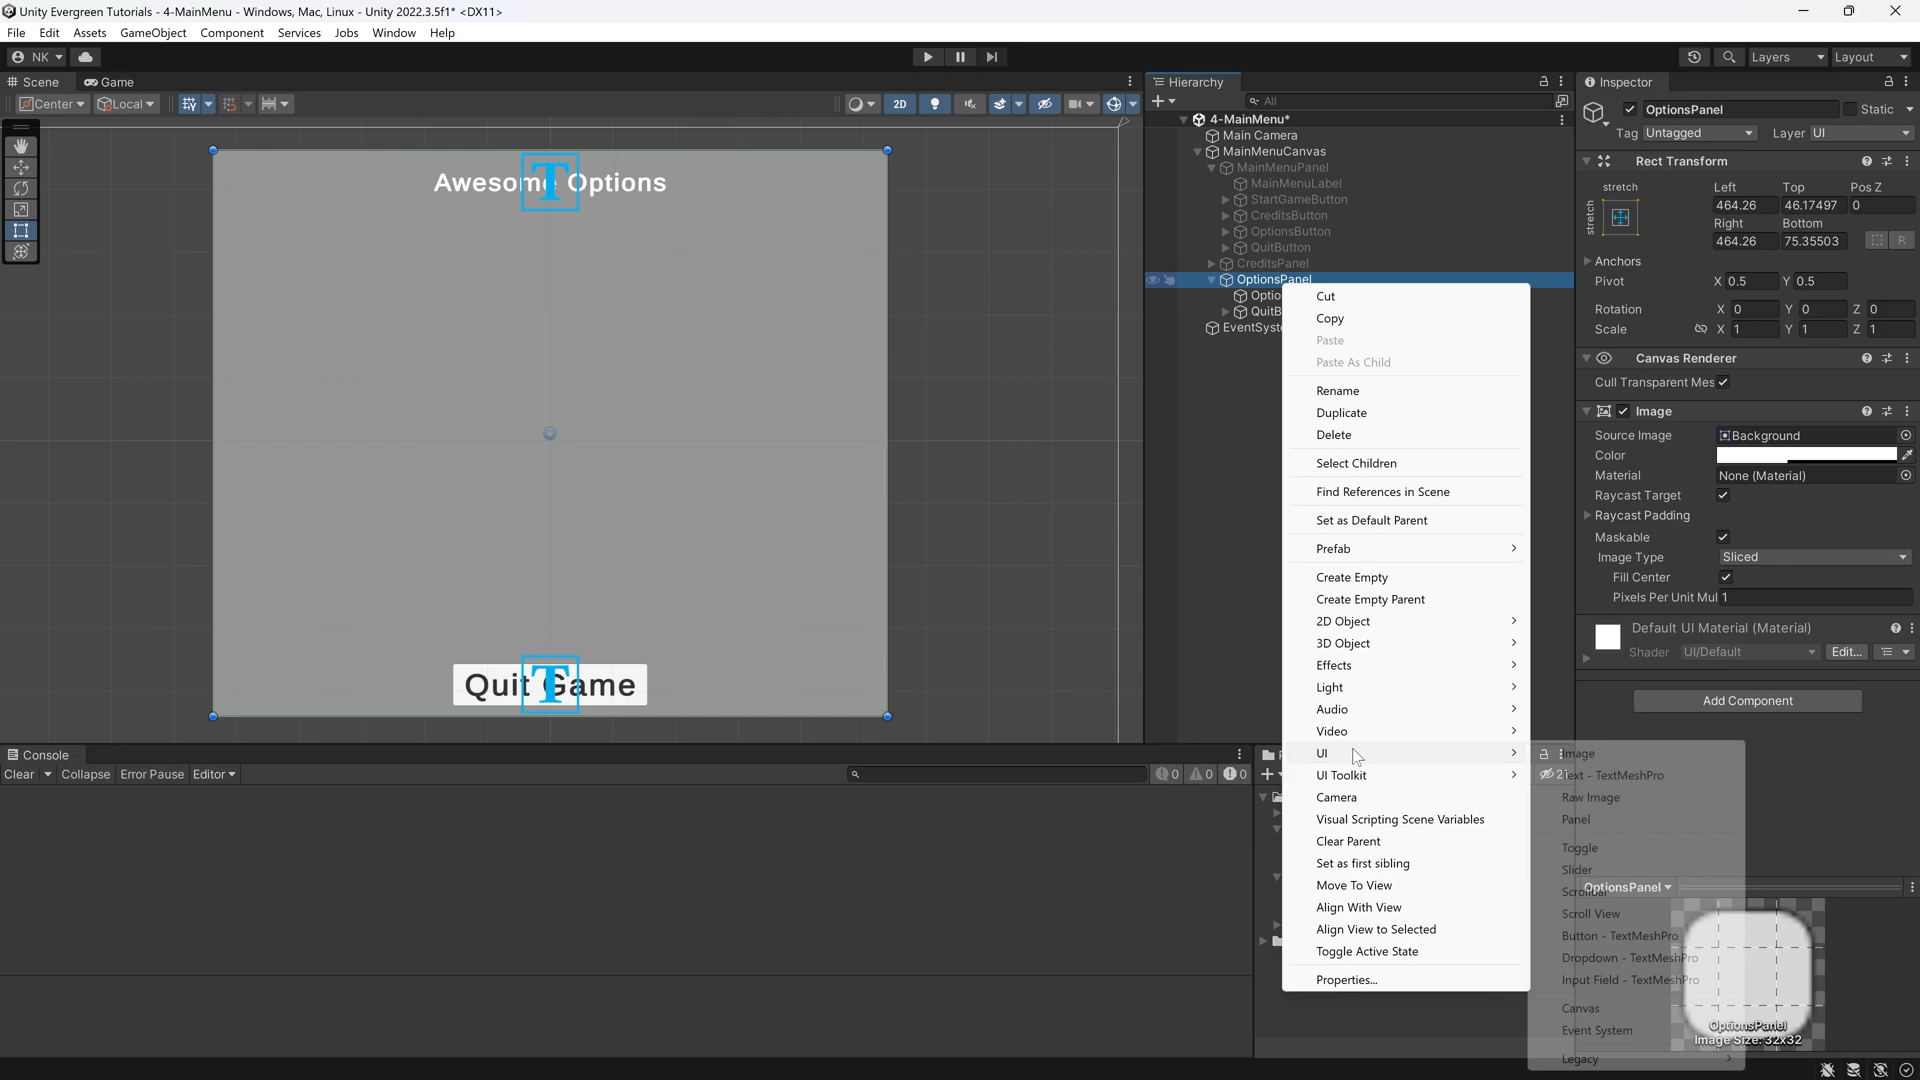 Unity Evergreen Tutorials - 4-MainMenu - Windows, Mac, Linux - Unity 2022.3.5f1* <DX11>
File Edit Assets GameObject Component Services Jobs Window Help
NK Layers Layout
Scene Game
Center Local 2D
Awesome Options
T
Quit Game
T
Hierarchy
All
4-MainMenu*
Main Camera
MainMenuCanvas
MainMenuPanel
MainMenuLabel
StartGameButton
CreditsButton
OptionsButton
QuitButton
CreditsPanel
OptionsPanel
Optio
QuitB
EventSyste
Cut
Copy
Paste
Paste As Child
Rename
Duplicate
Delete
Select Children
Find References in Scene
Set as Default Parent
Prefab
Create Empty
Create Empty Parent
2D Object
3D Object
Effects
Light
Audio
Video
UI
UI Toolkit
Camera
Visual Scripting Scene Variables
Clear Parent
Set as first sibling
Move To View
Align With View
Align View to Selected
Toggle Active State
Properties...
Image
Text - TextMeshPro
Raw Image
Panel
Toggle
Slider
Scrollbar
Scroll View
Button - TextMeshPro
Dropdown - TextMeshPro
Input Field - TextMeshPro
Canvas
Event System
Legacy
Inspector
OptionsPanel Static
Tag Untagged Layer UI
Rect Transform
stretch Left Top Pos Z
stretch 464.26 46.17497 0
Right Bottom
464.26 75.35503 R
Anchors
Pivot X 0.5 Y 0.5
Rotation X 0 Y 0 Z 0
Scale X 1 Y 1 Z 1
Canvas Renderer
Cull Transparent Mes
Image
Source Image Background
Color
Material None (Material)
Raycast Target
Raycast Padding
Maskable
Image Type Sliced
Fill Center
Pixels Per Unit Mul 1
Default UI Material (Material)
Shader UI/Default Edit...
Add Component
OptionsPanel
OptionsPanel
Image Size: 32x32
Console
Clear Collapse Error Pause Editor 0 0 0